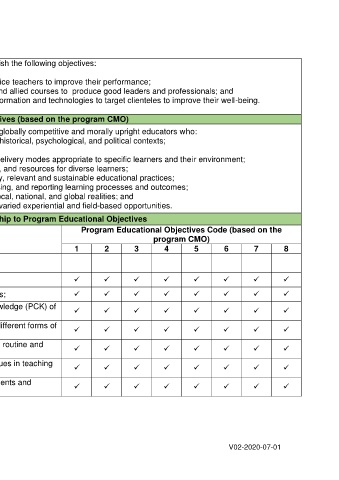 ish the following objectives:
ice teachers to improve their performance;
nd allied courses to produce good leaders and professionals; and
ormation and technologies to target clienteles to improve their well-being.
ives (based on the program CMO)
globally competitive and morally upright educators who:
historical, psychological, and political contexts;
elivery modes appropriate to specific learners and their environment;
, and resources for diverse learners;
y, relevant and sustainable educational practices;
sing, and reporting learning processes and outcomes;
ocal, national, and global realities; and
varied experiential and field-based opportunities.
ship to Program Educational Objectives
Program Educational Objectives Code (based on the
program CMO)
1 2 3 4 5 6 7 8
✓ ✓ ✓ ✓ ✓ ✓ ✓ ✓
s: ✓ ✓ ✓ ✓ ✓ ✓ ✓ ✓
wledge (PCK) of ✓ ✓ ✓ ✓ ✓ ✓ ✓ ✓
different forms of ✓ ✓ ✓ ✓ ✓ ✓ ✓ ✓
routine and ✓ ✓ ✓ ✓ ✓ ✓ ✓ ✓
ues in teaching ✓ ✓ ✓ ✓ ✓ ✓ ✓ ✓
ents and ✓ ✓ ✓ ✓ ✓ ✓ ✓ ✓
V02-2020-07-01